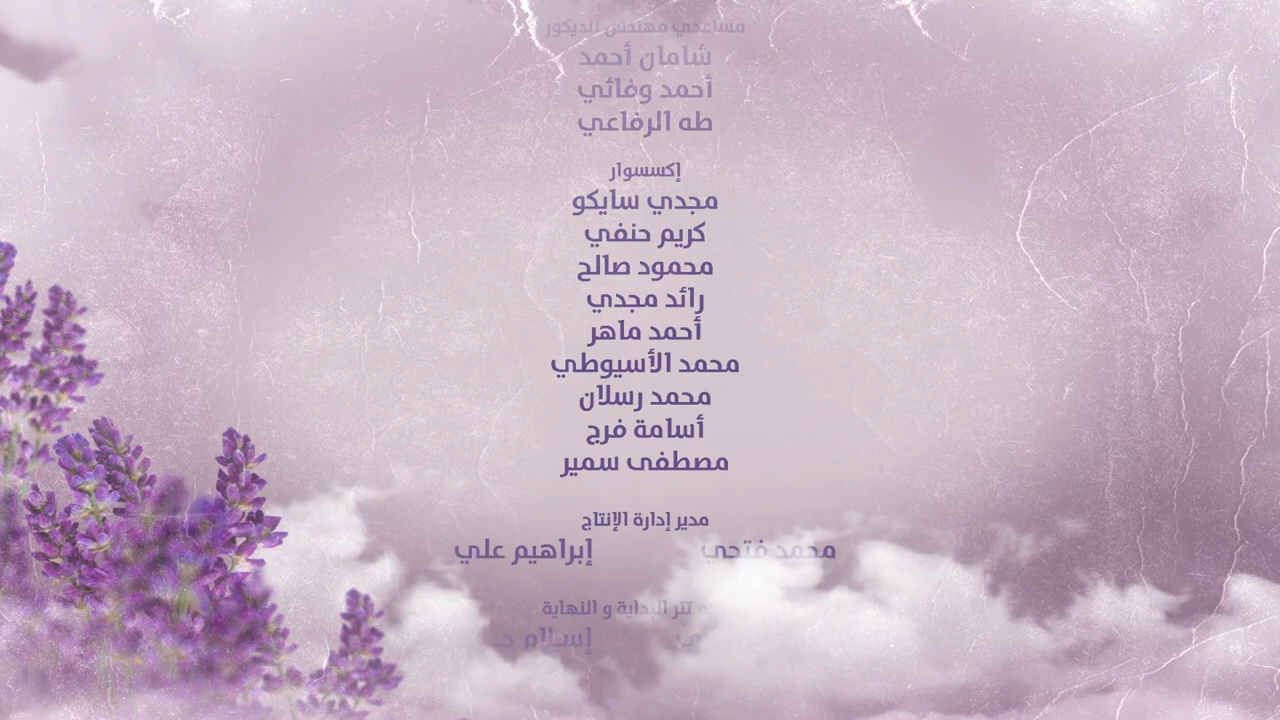 مساعدي مهندس الديكور
شامان أحمد
أحمد وفائي
طه الرفاعي
إكسسوار
مجدي سايكو
كريم حنفي
محمود صالح
رائد مجدي
أحمد ماهر
محمد الأسيوطي
محمد رسلان
أسامة فرج
مصطفى سمير
مدير إدارة الإنتاج
محمد فتحي إبراهيم علي
تتر البداية و النهاية
إسلام